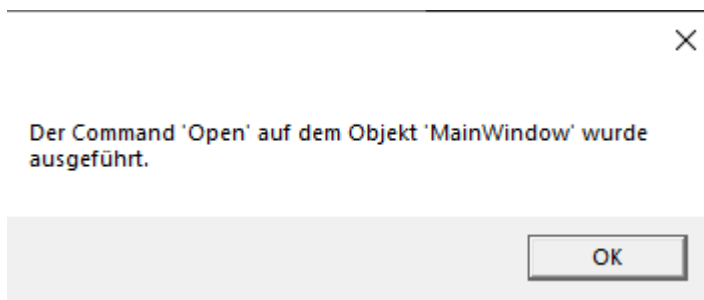 Der Command 'Open' auf dem Objekt 'MainWindow' wurde
ausgeführt.
OK